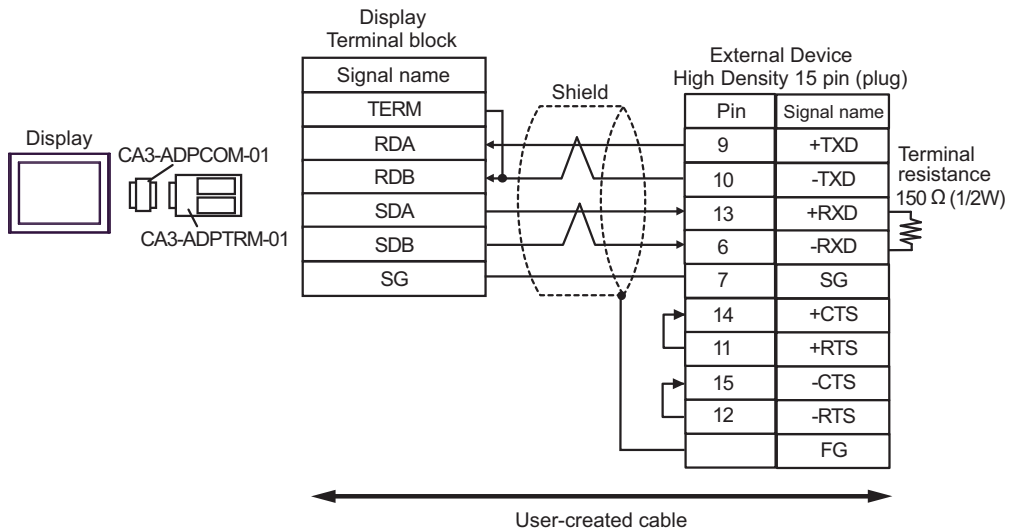 Display
Terminal block
Signal name
TERM
RDA
RDB
SDA
SDB
SG
Shield
External Device
High Density 15 pin (plug)
Pin Signal name
9 +TXD
10 -TXD
13 +RXD
6 -RXD
7 SG
14 +CTS
11 +RTS
15 -CTS
12 -RTS
FG
Terminal
resistance
150 Ω (1/2W)
Display
CA3-ADPCOM-01
CA3-ADPTRM-01
User-created cable